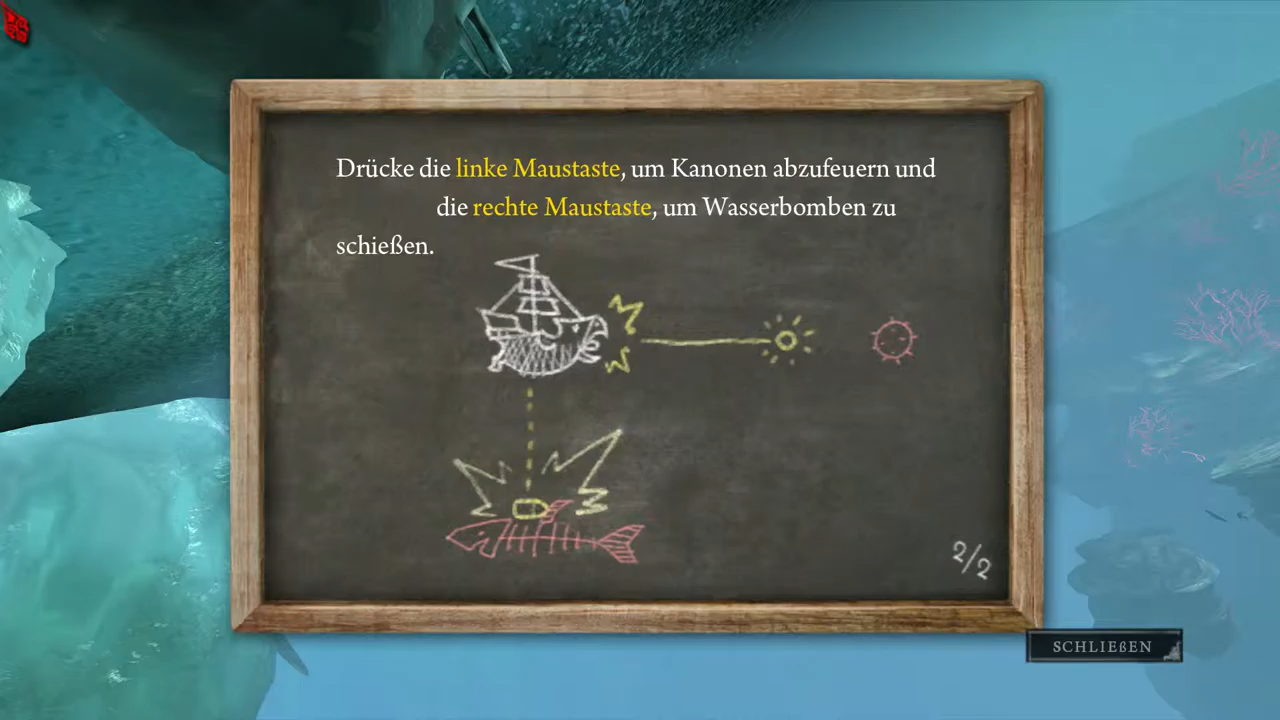 Drücke die linke Maustaste, um Kanonen abzufeuern und
die rechte Maustaste, um Wasserbomben zu
schießen.
2/2
SCHLIEßEN